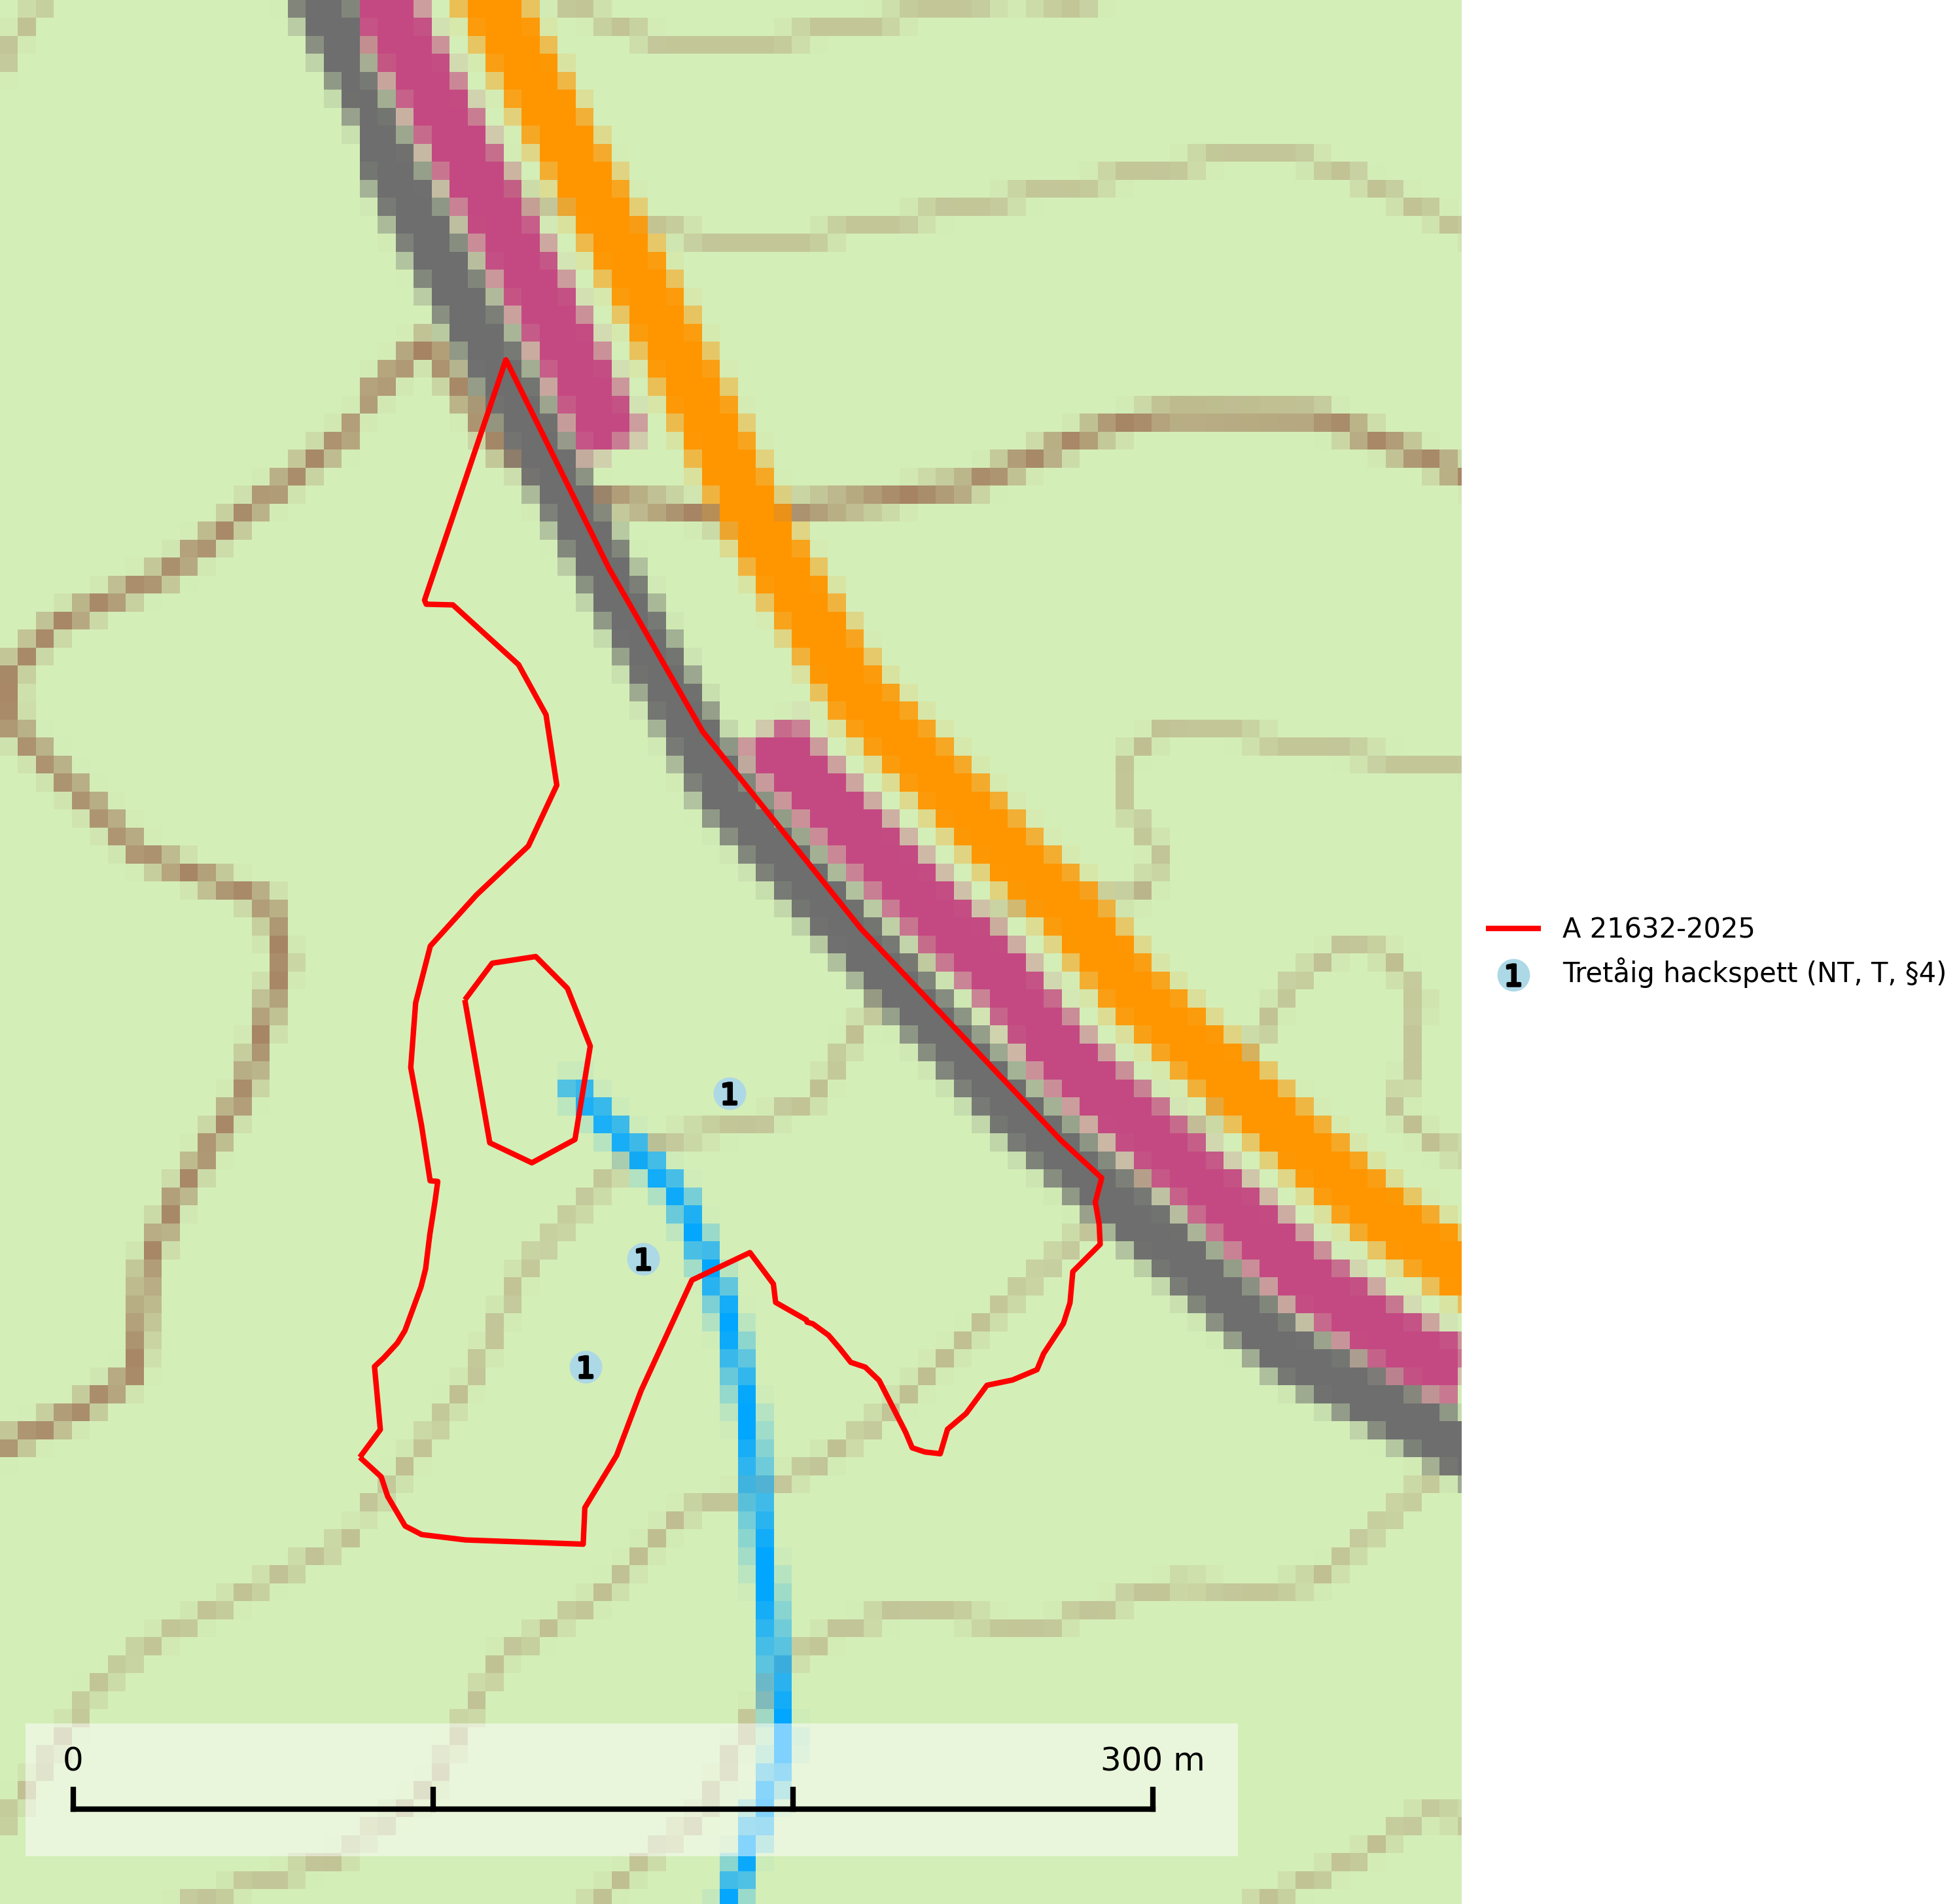 A 21632-2025
1 Tretåig hackspett (NT, T, §4)
1
1
1
0 300 m